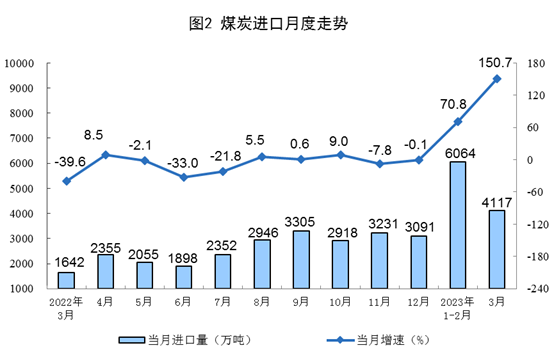 图2 煤炭进口月度走势
10000 9000 8000 7000 6000 5000 4000 3000 2000 1000
180 120 60 0 -60 -120 -180 -240
-39.6 8.5 -2.1 -33.0 -21.8 5.5 0.6 9.0 -7.8 -0.1 70.8 150.7
1642 2355 2055 1898 2352 2946 3305 2918 3231 3091 6064 4117
2022年 4月 5月 6月 7月 8月 9月 10月 11月 12月 2023年 3月
3月 1-2月
当月进口量（万吨） 当月增速（%）